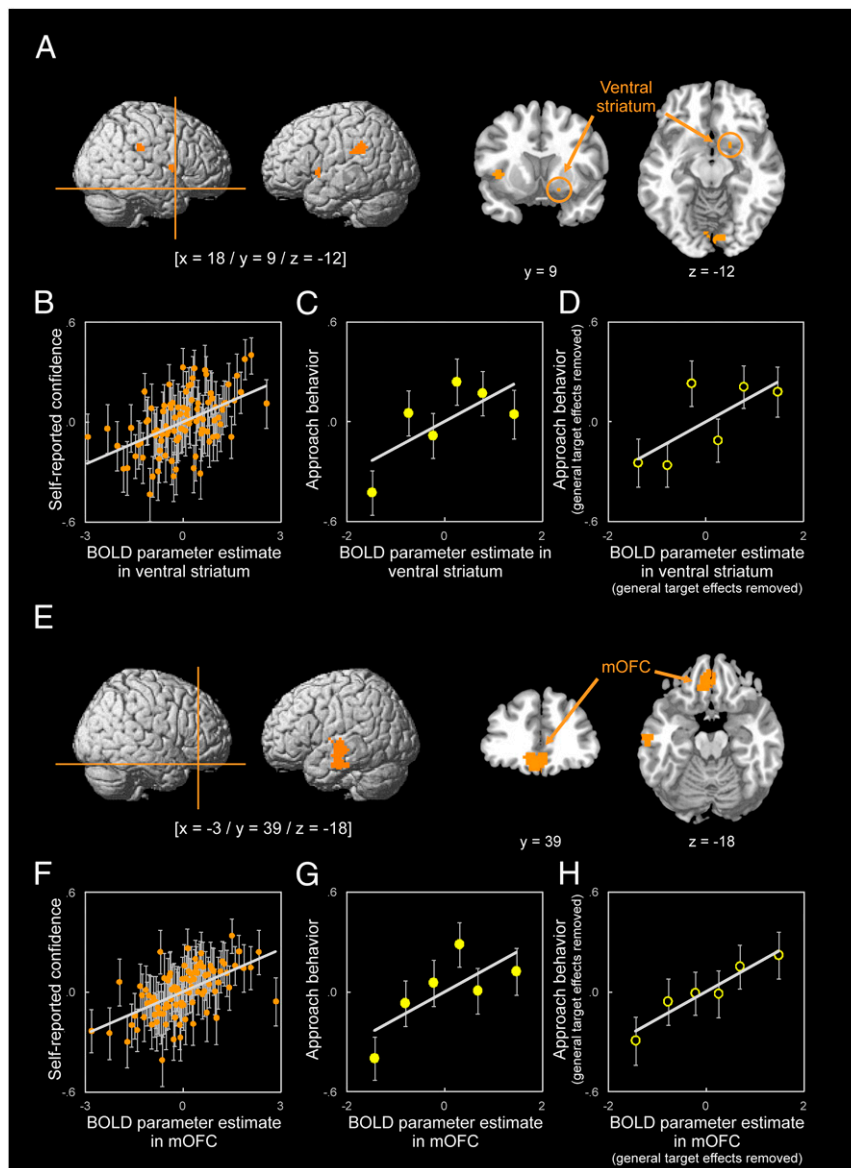 A
Ventral
striatum
[x = 18 / y = 9 / z = -12]
y = 9
z = -12
B
Self-reported confidence
.6
.0
-.6
-3
0
3
BOLD parameter estimate
in ventral striatum
C
Approach behavior
-2
0
2
BOLD parameter estimate in
ventral striatum
D
Approach behavior
(general target effects removed)
.6
.0
-.6
-2
0
2
BOLD parameter estimate
in ventral striatum
(general target effects removed)
E
mOFC
[x = -3 / y = 39 / z = -18]
y = 39
z = -18
F
Self-reported confidence
.6
.0
-.6
-3
0
3
BOLD parameter estimate
in mOFC
G
Approach behavior
.6
.0
-.6
-2
0
2
BOLD parameter estimate
in mOFC
H
Approach behavior
(general target effects removed)
.6
.0
-.6
-2
0
2
BOLD parameter estimate
in mOFC
(general target effects removed)